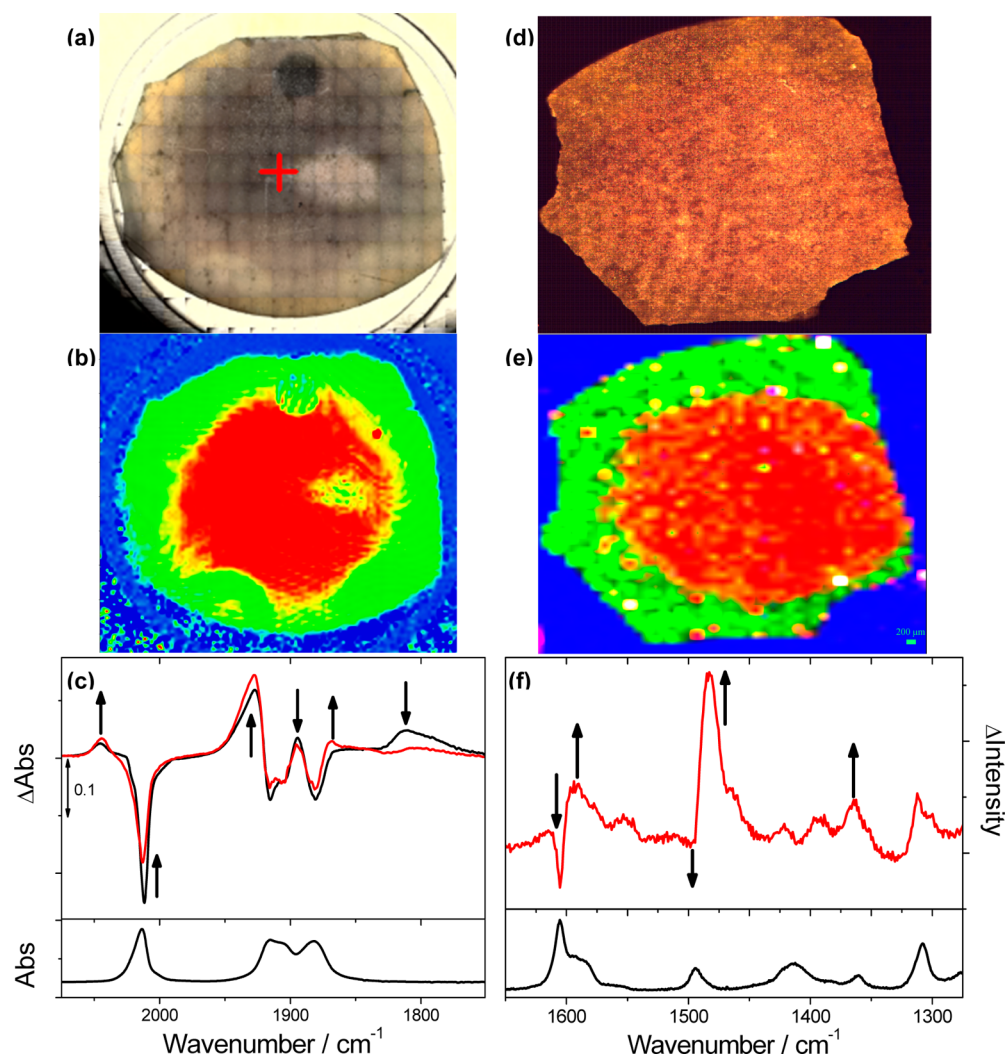 (a)
(d)
(b)
(e)
200 µm
(c)
(f)
ΔAbs
0.1
ΔIntensity
Abs
2000
1900
1800
1600
1500
1400
1300
Wavenumber / cm⁻¹
Wavenumber / cm⁻¹